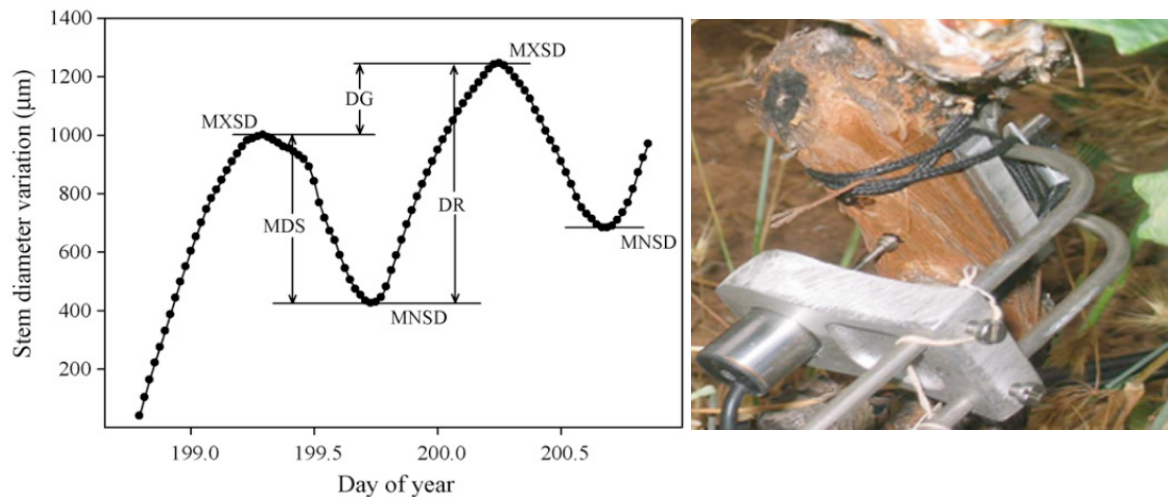 Stem diameter variation (μm)
1400
1200
1000
800
600
400
200
MXSD
DG
MXSD
MDS
DR
MNSD
MNSD
199.0 199.5 200.0 200.5
Day of year